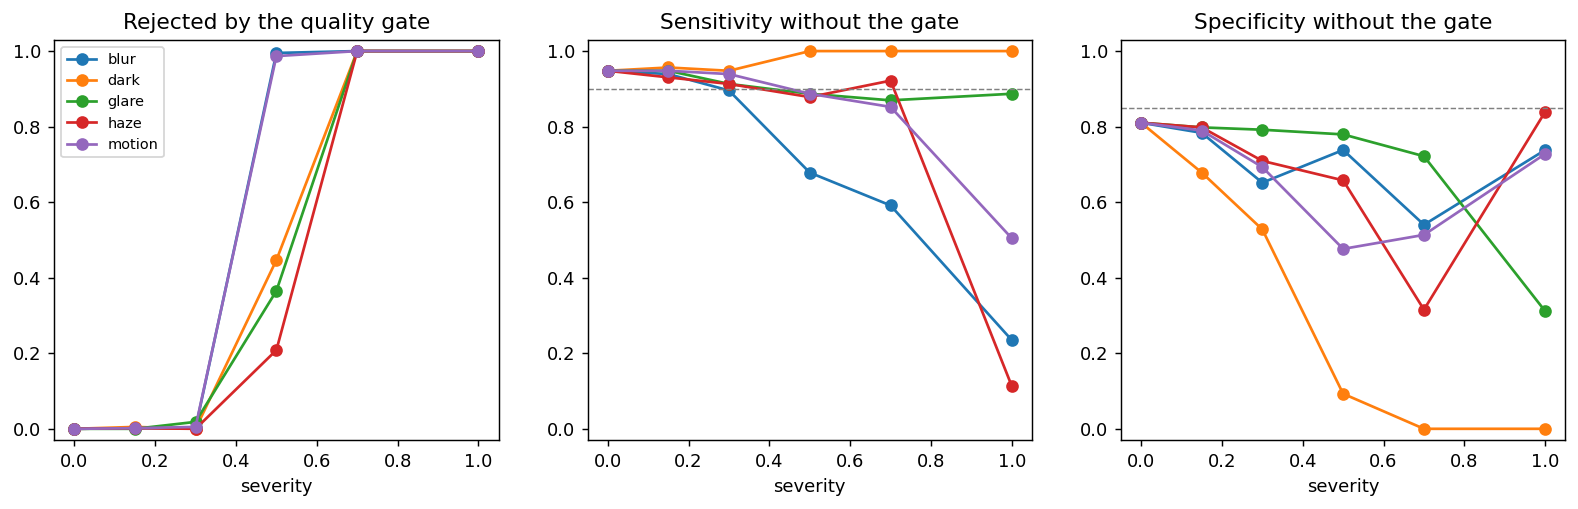 Rejected by the quality gate
1.0
0.8
0.6
0.4
0.2
0.0
blur
dark
glare
haze
motion
0.0 0.2 0.4 0.6 0.8 1.0
severity
Sensitivity without the gate
1.0
0.8
0.6
0.4
0.2
0.0
0.0 0.2 0.4 0.6 0.8 1.0
severity
Specificity without the gate
1.0
0.8
0.6
0.4
0.2
0.0
0.0 0.2 0.4 0.6 0.8 1.0
severity